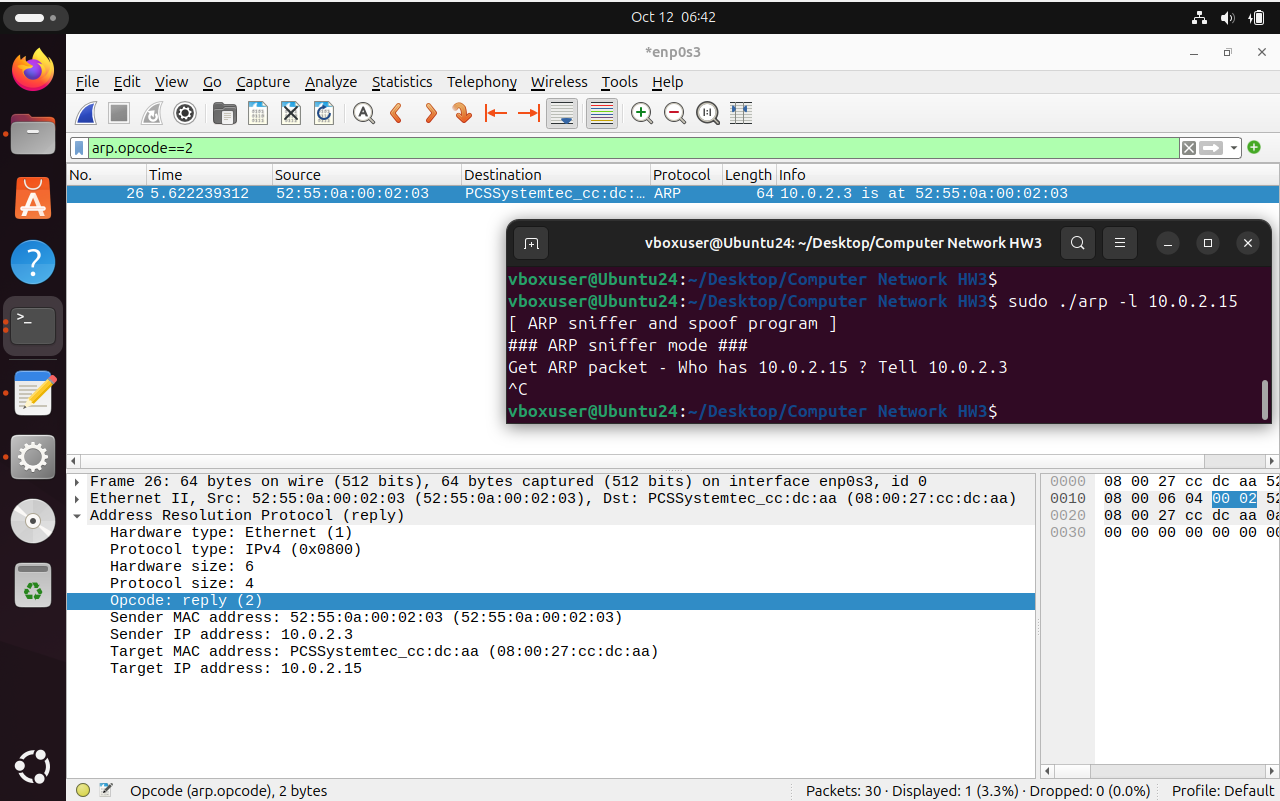 Oct 12 06:42
*enp0s3
File Edit View Go Capture Analyze Statistics Telephony Wireless Tools Help
arp.opcode==2
No. Time Source Destination Protocol Length Info
26 5.622239312 52:55:0a:00:02:03 PCSSystemtec_cc:dc:… ARP 64 10.0.2.3 is at 52:55:0a:00:02:03
vboxuser@Ubuntu24: ~/Desktop/Computer Network HW3
vboxuser@Ubuntu24:~/Desktop/Computer Network HW3$
vboxuser@Ubuntu24:~/Desktop/Computer Network HW3$ sudo ./arp -l 10.0.2.15
[ ARP sniffer and spoof program ]
### ARP sniffer mode ###
Get ARP packet - Who has 10.0.2.15 ? Tell 10.0.2.3
^C
vboxuser@Ubuntu24:~/Desktop/Computer Network HW3$
Frame 26: 64 bytes on wire (512 bits), 64 bytes captured (512 bits) on interface enp0s3, id 0
Ethernet II, Src: 52:55:0a:00:02:03 (52:55:0a:00:02:03), Dst: PCSSystemtec_cc:dc:aa (08:00:27:cc:dc:aa)
Address Resolution Protocol (reply)
Hardware type: Ethernet (1)
Protocol type: IPv4 (0x0800)
Hardware size: 6
Protocol size: 4
Opcode: reply (2)
Sender MAC address: 52:55:0a:00:02:03 (52:55:0a:00:02:03)
Sender IP address: 10.0.2.3
Target MAC address: PCSSystemtec_cc:dc:aa (08:00:27:cc:dc:aa)
Target IP address: 10.0.2.15
0000 08 00 27 cc dc aa 52
0010 08 00 06 04 00 02 52
0020 08 00 27 cc dc aa 0a
0030 00 00 00 00 00 00 00
Opcode (arp.opcode), 2 bytes
Packets: 30 · Displayed: 1 (3.3%) · Dropped: 0 (0.0%)
Profile: Default